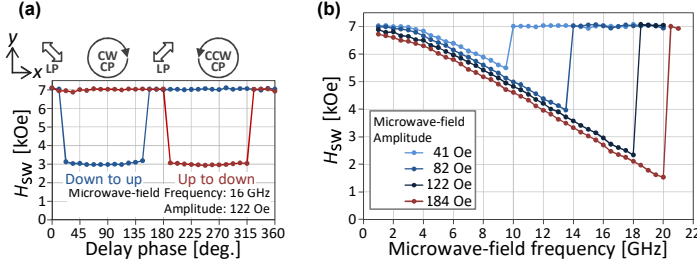 (a)
y
x
LP
CW
CP
LP
CCW
CP
Hsw [kOe]
8
7
6
5
4
3
2
1
0
Down to up
Up to down
Microwave-field Frequency: 16 GHz
Amplitude: 122 Oe
0 45 90 135 180 225 270 315 360
Delay phase [deg.]
(b)
Hsw [kOe]
7
6
5
4
3
2
1
0
Microwave-field
Amplitude
41 Oe
82 Oe
122 Oe
184 Oe
0 2 4 6 8 10 12 14 16 18 20
Microwave-field frequency [GHz]